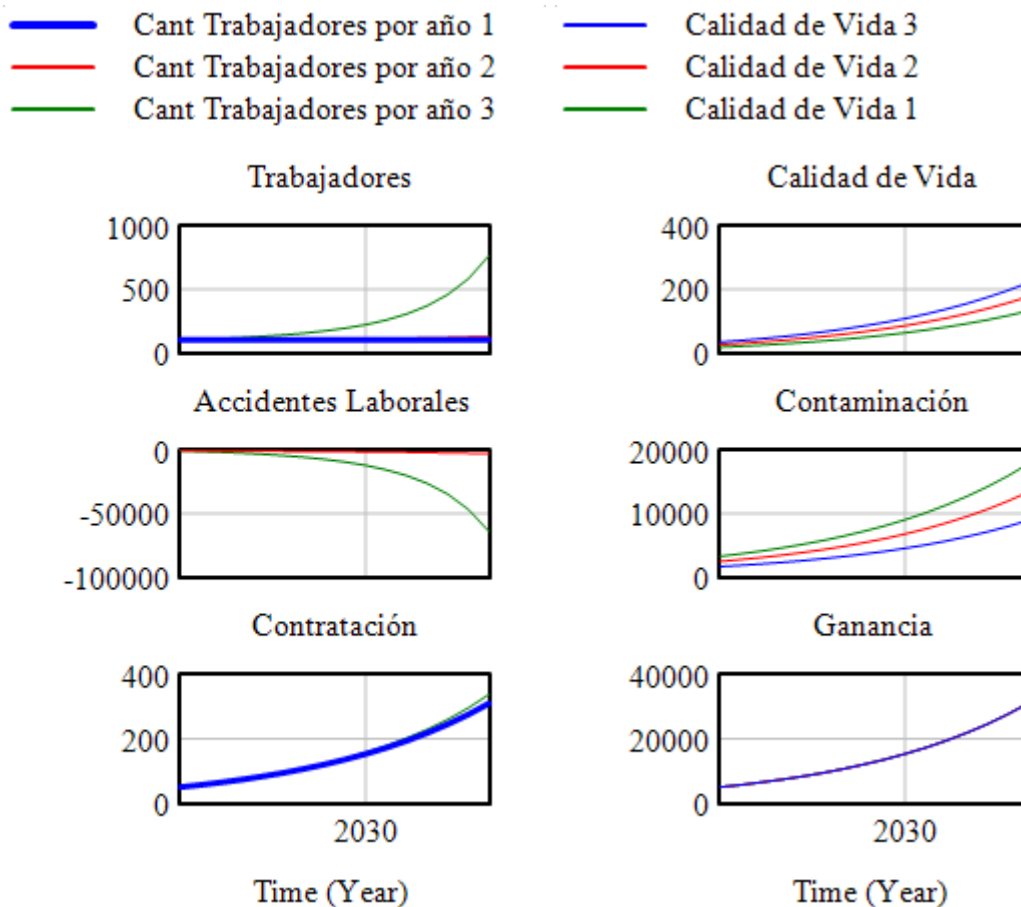 Cant Trabajadores por año 1
Cant Trabajadores por año 2
Cant Trabajadores por año 3
Trabajadores
1000
500
0
Accidentes Laborales
0
-50000
-100000
Contratación
400
200
0
2030
Time (Year)
Calidad de Vida 3
Calidad de Vida 2
Calidad de Vida 1
Calidad de Vida
400
200
0
Contaminación
20000
10000
0
Ganancia
40000
20000
0
2030
Time (Year)